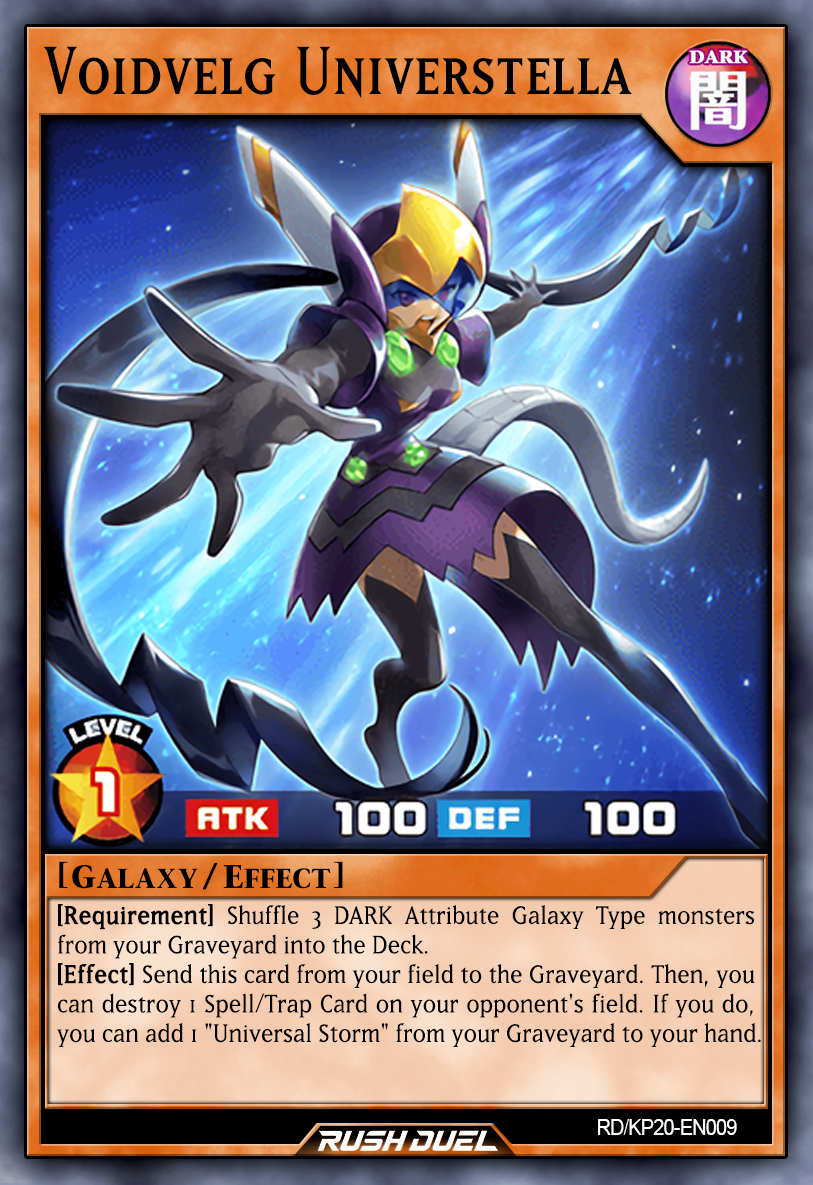 Voidvelg Universtella
DARK
闇
LEVEL
1
ATK 100 DEF 100
[Galaxy/Effect]
[Requirement] Shuffle 3 DARK Attribute Galaxy Type monsters
from your Graveyard into the Deck.
[Effect] Send this card from your field to the Graveyard. Then, you
can destroy 1 Spell/Trap Card on your opponent's field. If you do,
you can add 1 "Universal Storm" from your Graveyard to your hand.
RD/KP20-EN009
RUSH DUEL